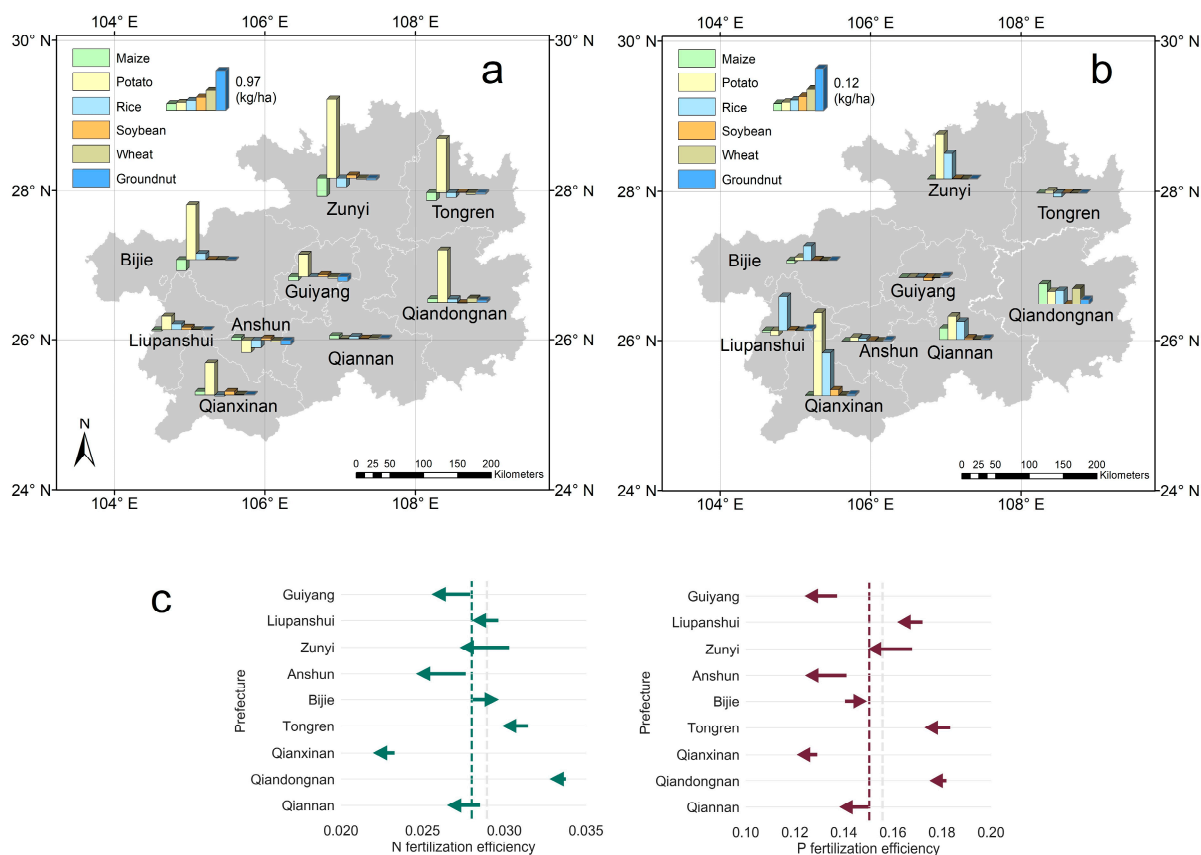 104° E 106° E 108° E
30° N 30° N
a
Maize
Potato
Rice
Soybean
Wheat
Groundnut
0.97
(kg/ha)
28° N 28° N
Zunyi
Tongren
Bijie
Guiyang
Qiandongnan
Anshun
26° N 26° N
Liupanshui
Qiannan
Qianxinan
N
0 25 50 100 150 200
Kilometers
24° N 24° N
104° E 106° E 108° E
104° E 106° E 108° E
30° N 30° N
b
Maize
Potato
Rice
Soybean
Wheat
Groundnut
0.12
(kg/ha)
28° N 28° N
Zunyi
Tongren
Bijie
Guiyang
Qiandongnan
26° N 26° N
Liupanshui
Anshun
Qiannan
Qianxinan
0 25 50 100 150 200
Kilometers
24° N 24° N
104° E 106° E 108° E
c
Prefecture
Guiyang
Liupanshui
Zunyi
Anshun
Bijie
Tongren
Qianxinan
Qiandongnan
Qiannan
0.020 0.025 0.030 0.035
N fertilization efficiency
Prefecture
Guiyang
Liupanshui
Zunyi
Anshun
Bijie
Tongren
Qianxinan
Qiandongnan
Qiannan
0.10 0.12 0.14 0.16 0.18 0.20
P fertilization efficiency